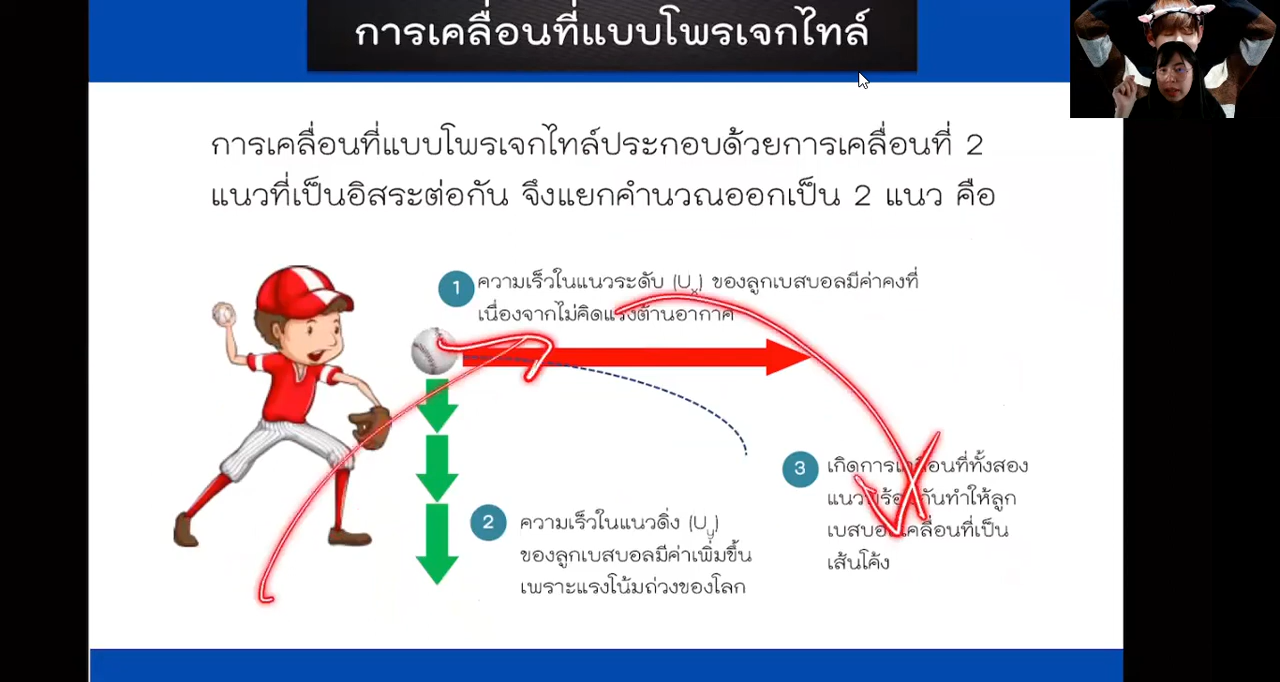 การเคลื่อนที่แบบโพรเจกไทล์
การเคลื่อนที่แบบโพรเจกไทล์ประกอบด้วยการเคลื่อนที่ 2
แนวที่เป็นอิสระต่อกัน จึงแยกคำนวณออกเป็น 2 แนว คือ
1 ความเร็วในแนวระดับ (Ux) ของลูกเบสบอลมีค่าคงที่
เนื่องจากไม่คิดแรงต้านอากาศ
2 ความเร็วในแนวดิ่ง (Uy)
ของลูกเบสบอลมีค่าเพิ่มขึ้น
เพราะแรงโน้มถ่วงของโลก
3 เกิดการเคลื่อนที่ทั้งสอง
แนวพร้อมกันทำให้ลูก
เบสบอลเคลื่อนที่เป็น
เส้นโค้ง